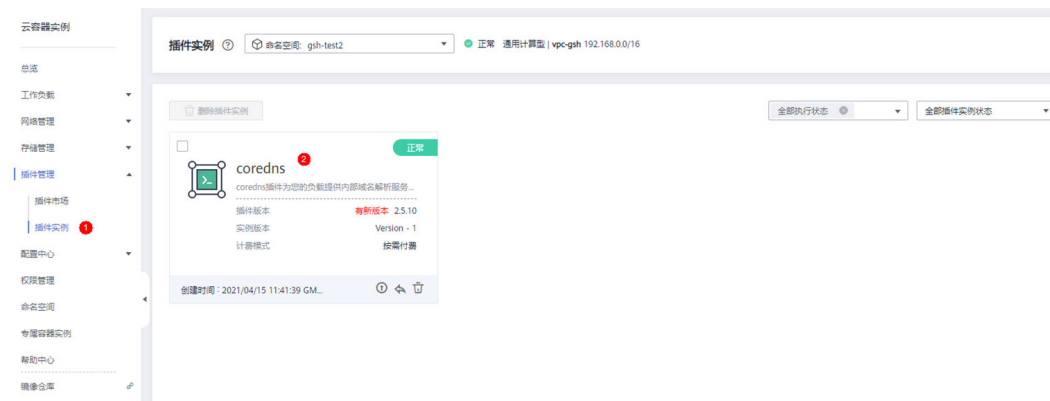 云容器实例
总览
工作负载
网络管理
存储管理
插件管理
插件市场
插件实例 1
配置中心
权限管理
命名空间
专属容器实例
帮助中心
镜像仓库
插件实例 ? 命名空间: gsh-test2 正常 通用计算型 | vpc-gsh 192.168.0.0/16
删除插件实例 全部执行状态 全部插件实例状态
正常
coredns 2
coredns插件为您的负载提供内部域名解析服务...
插件版本 有新版本 2.5.10
实例版本 Version - 1
计费模式 按需付费
创建时间：2021/04/15 11:41:39 GM...